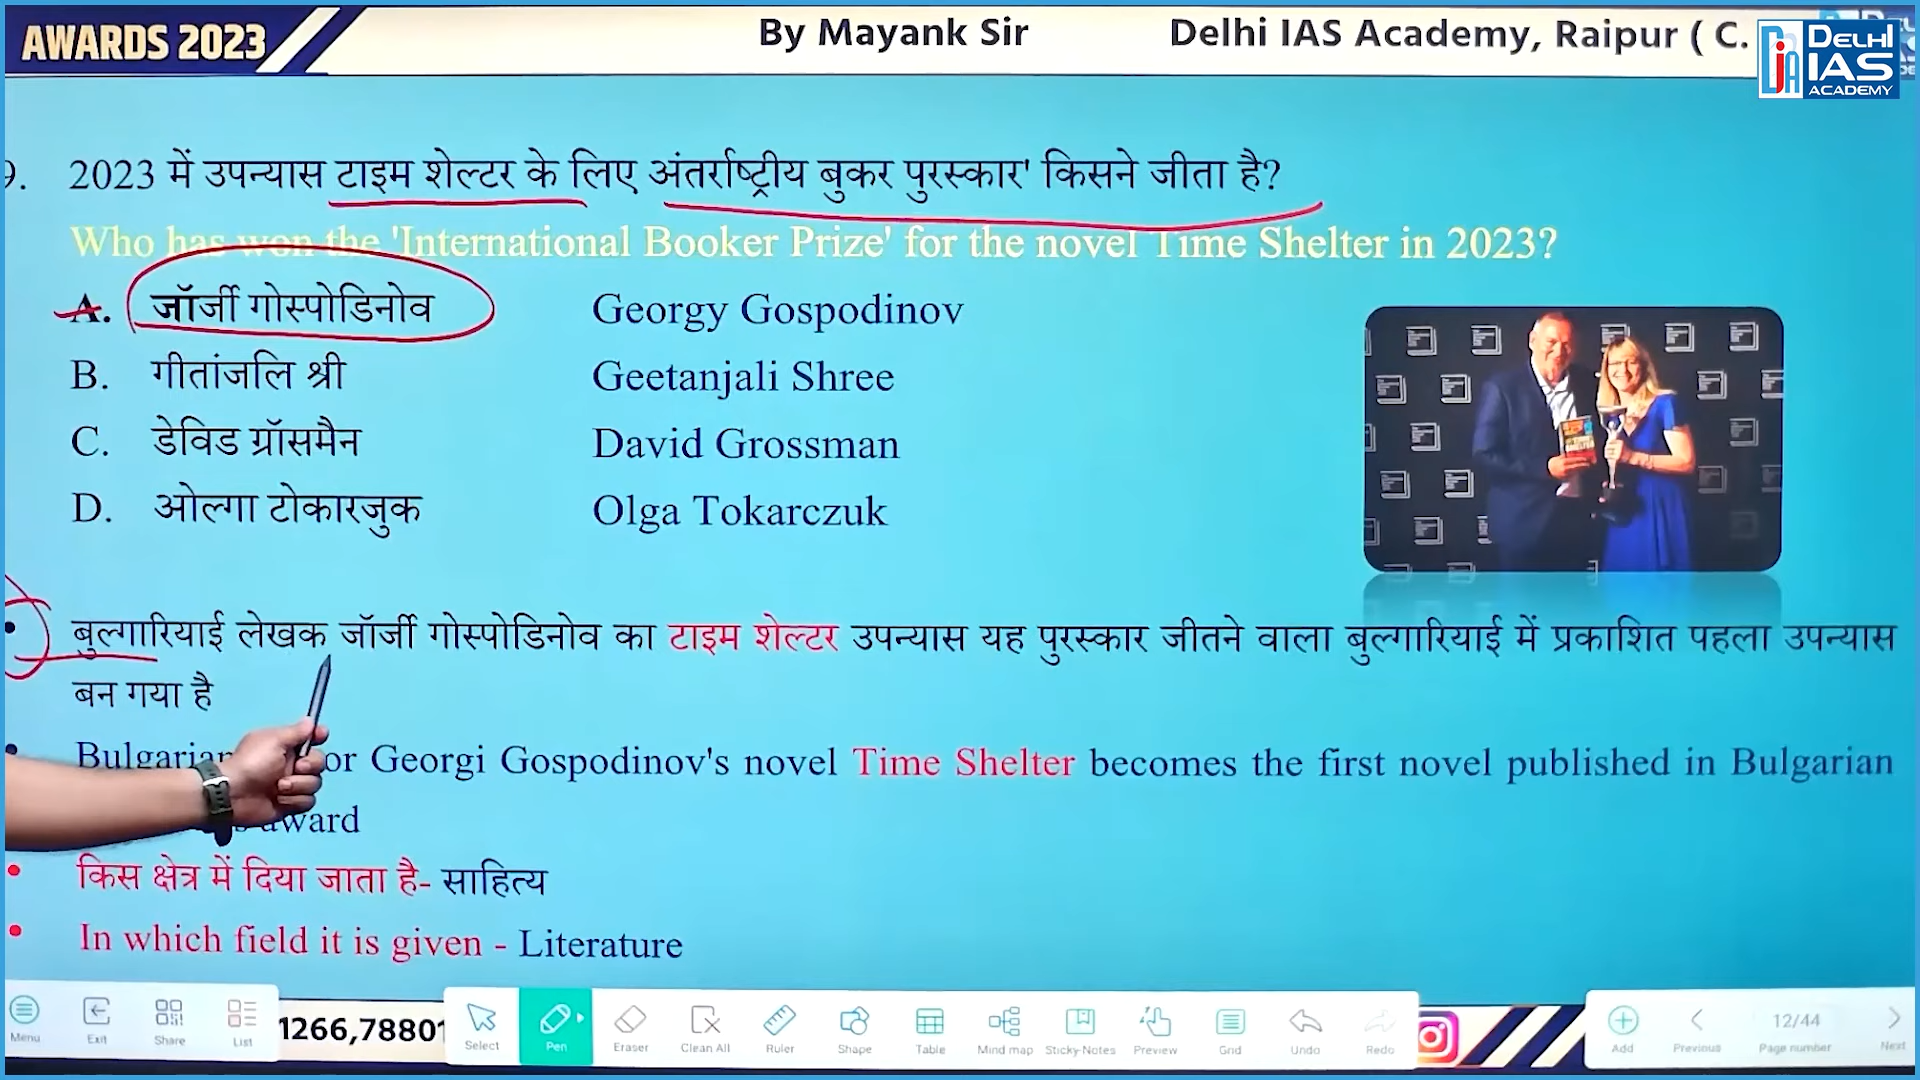 AWARDS 2023
By Mayank Sir
Delhi IAS Academy, Raipur ( C.
DELHI
IAS
ACADEMY
9. 2023 में उपन्यास टाइम शेल्टर के लिए अंतर्राष्ट्रीय बुकर पुरस्कार' किसने जीता है?
Who has won the 'International Booker Prize' for the novel Time Shelter in 2023?
A. जॉर्जी गोस्पोडिनोव Georgy Gospodinov
B. गीतांजलि श्री Geetanjali Shree
C. डेविड ग्रॉसमैन David Grossman
D. ओल्गा टोकारजुक Olga Tokarczuk
• बुल्गारियाई लेखक जॉर्जी गोस्पोडिनोव का टाइम शेल्टर उपन्यास यह पुरस्कार जीतने वाला बुल्गारियाई में प्रकाशित पहला उपन्यास
बन गया है
• Bulgarian or Georgi Gospodinov's novel Time Shelter becomes the first novel published in Bulgarian
award
• किस क्षेत्र में दिया जाता है- साहित्य
• In which field it is given - Literature
1266,78801
Menu Exit Share List Select Pen Eraser Clean All Ruler Shape Table Mind map Sticky Notes Preview Grid Undo Redo Add Previous 12/44 Page number Next